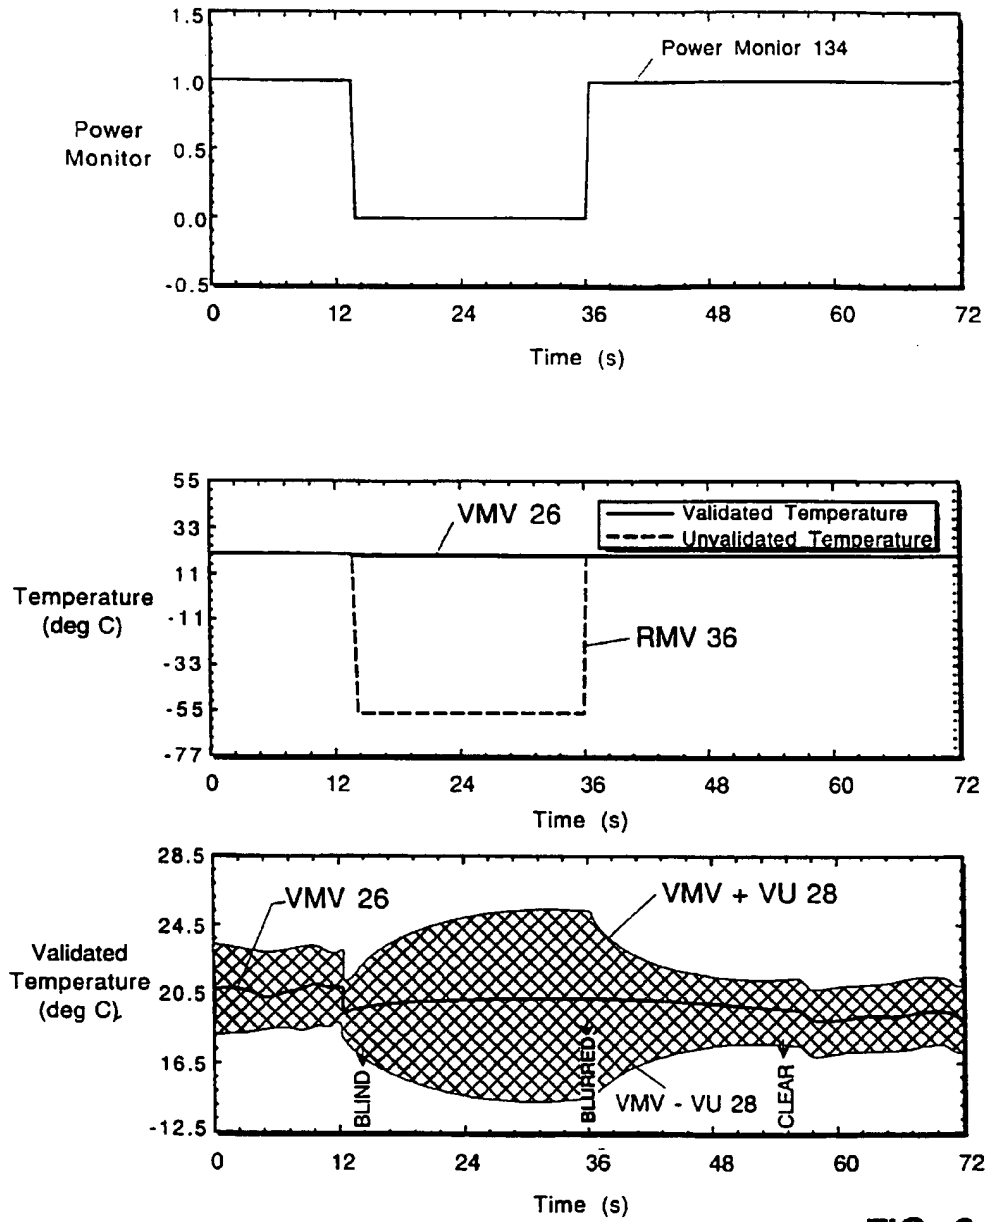 1.5
1.0
0.5
0.0
-0.5
Power
Monitor
Power Monior 134
0 12 24 36 48 60 72
Time (s)
55
33
11
-11
-33
-55
-77
Temperature
(deg C)
VMV 26
Validated Temperature
Unvalidated Temperature
RMV 36
0 12 24 36 48 60 72
Time (s)
28.5
24.5
20.5
16.5
-12.5
Validated
Temperature
(deg C)
VMV 26
VMV + VU 28
BLIND
BLURRED
CLEAR
VMV - VU 28
0 12 24 36 48 60 72
Time (s)